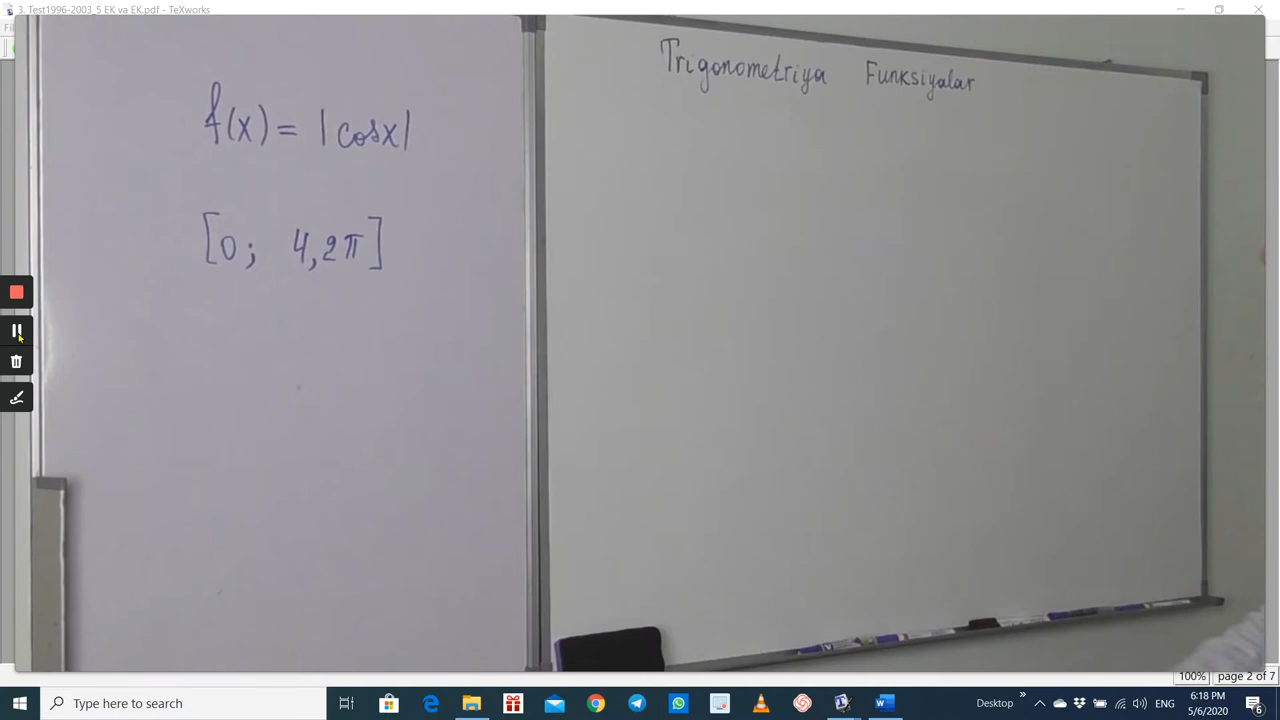 3. Test1996-2003_5 EK va EK.pdf - TeXworks
Trigonometriya Funksiyalar
f(x) = |cosx|
[0; 4,2π]
100% page 2 of 7
Type here to search
Desktop
6:18 PM
5/6/2020
6